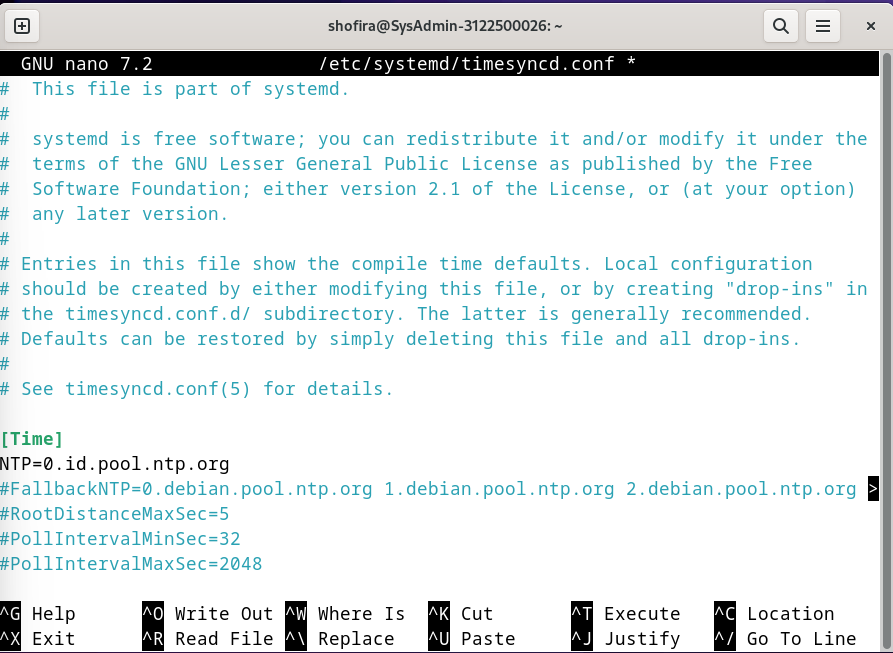 shofira@SysAdmin-3122500026: ~
GNU nano 7.2 /etc/systemd/timesyncd.conf *
#  This file is part of systemd.
#
#  systemd is free software; you can redistribute it and/or modify it under the
#  terms of the GNU Lesser General Public License as published by the Free
#  Software Foundation; either version 2.1 of the License, or (at your option)
#  any later version.
#
# Entries in this file show the compile time defaults. Local configuration
# should be created by either modifying this file, or by creating "drop-ins" in
# the timesyncd.conf.d/ subdirectory. The latter is generally recommended.
# Defaults can be restored by simply deleting this file and all drop-ins.
#
# See timesyncd.conf(5) for details.
[Time]
NTP=0.id.pool.ntp.org
#FallbackNTP=0.debian.pool.ntp.org 1.debian.pool.ntp.org 2.debian.pool.ntp.org >
#RootDistanceMaxSec=5
#PollIntervalMinSec=32
#PollIntervalMaxSec=2048
^G Help ^O Write Out ^W Where Is ^K Cut ^T Execute ^C Location
^X Exit ^R Read File ^\ Replace ^U Paste ^J Justify ^/ Go To Line